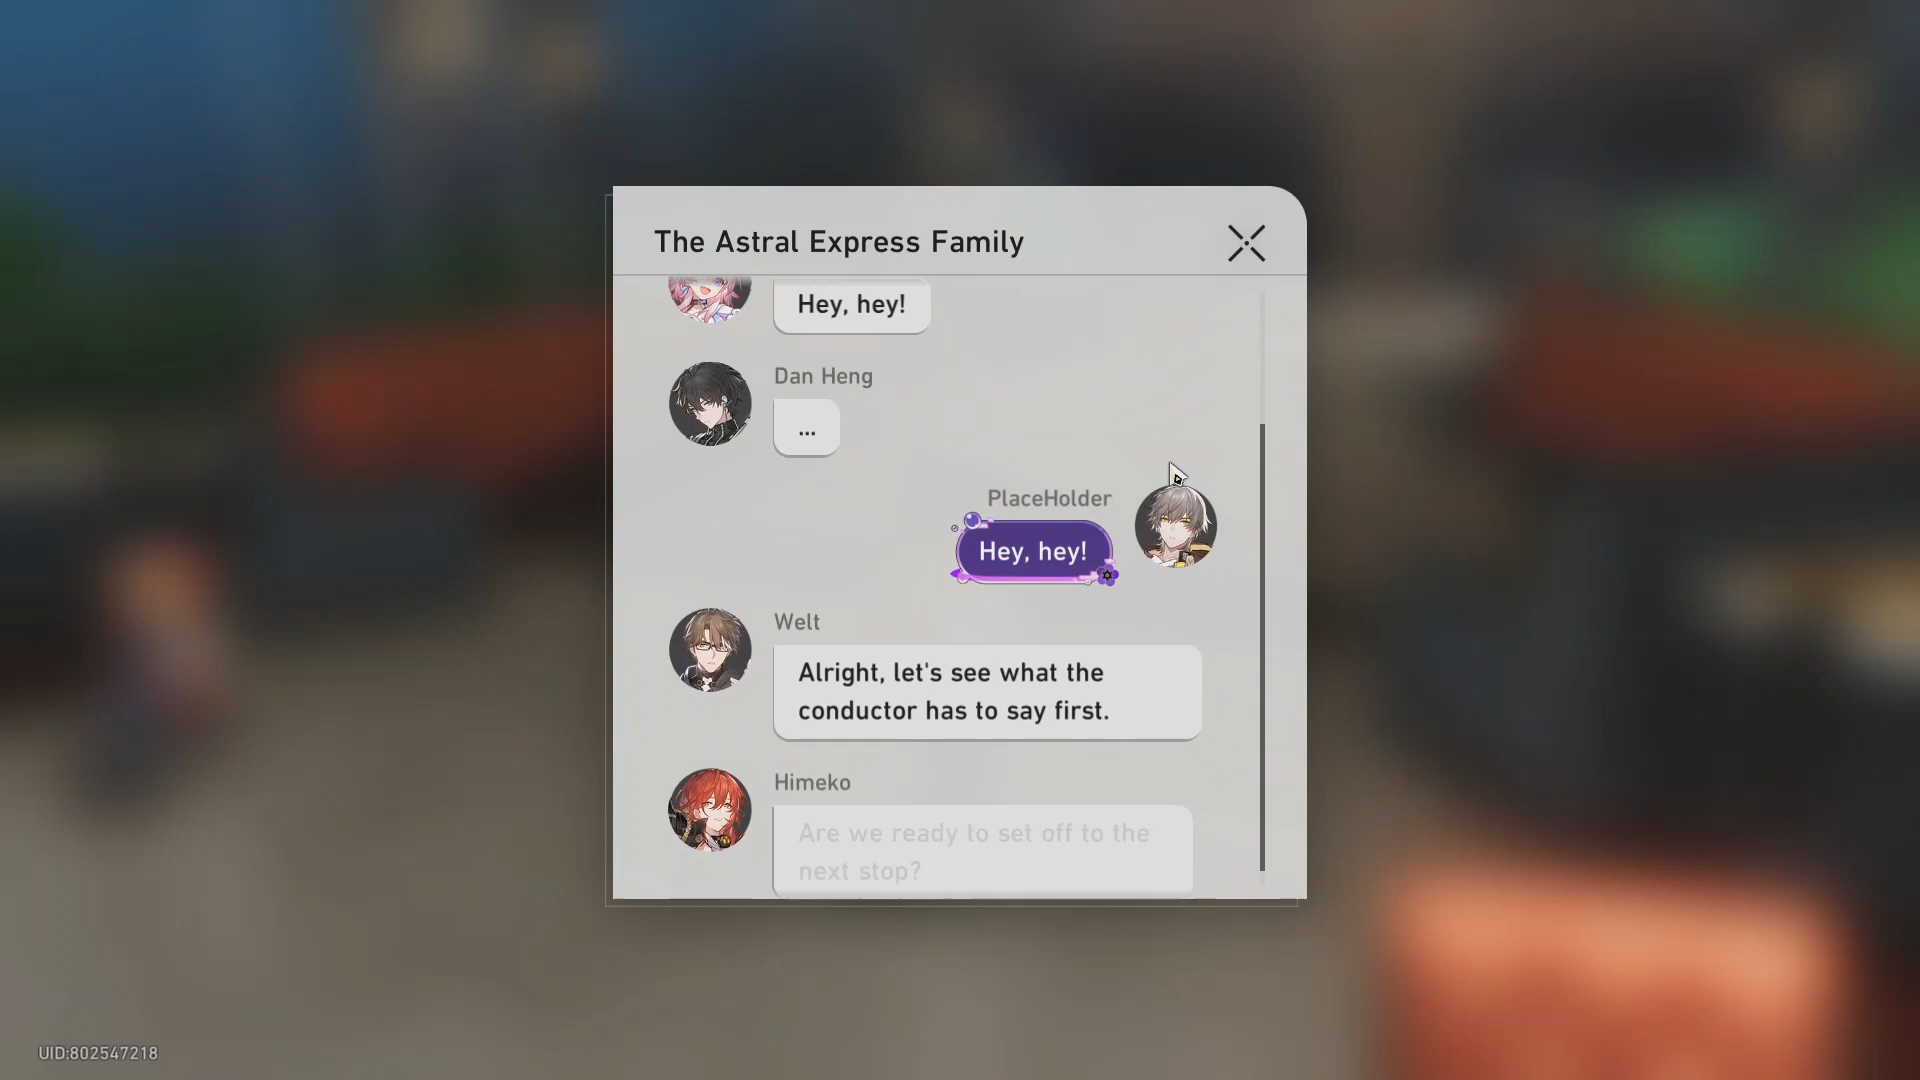 The Astral Express Family
Hey, hey!
Dan Heng
...
PlaceHolder
Hey, hey!
Welt
Alright, let's see what the
conductor has to say first.
Himeko
Are we ready to set off to the
next stop?
UID:802547218